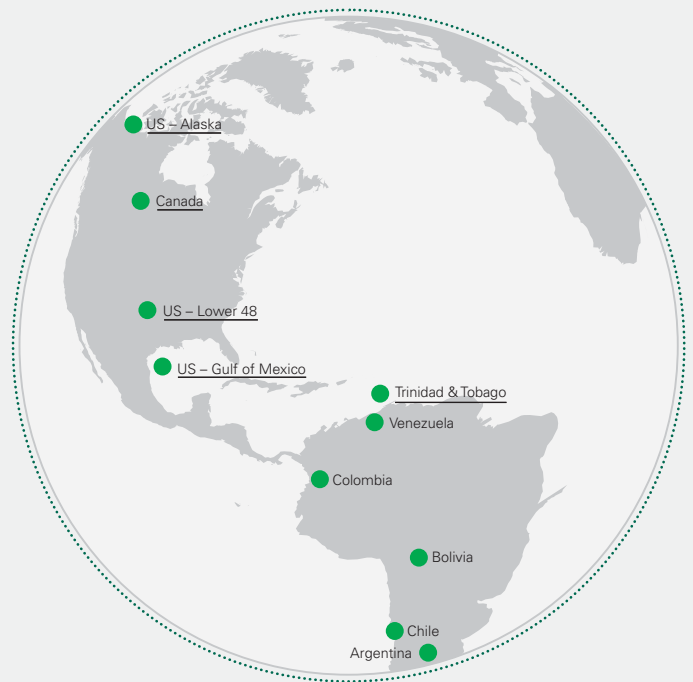 US – Alaska
Canada
US – Lower 48
US – Gulf of Mexico
Trinidad & Tobago
Venezuela
Colombia
Bolivia
Chile
Argentina